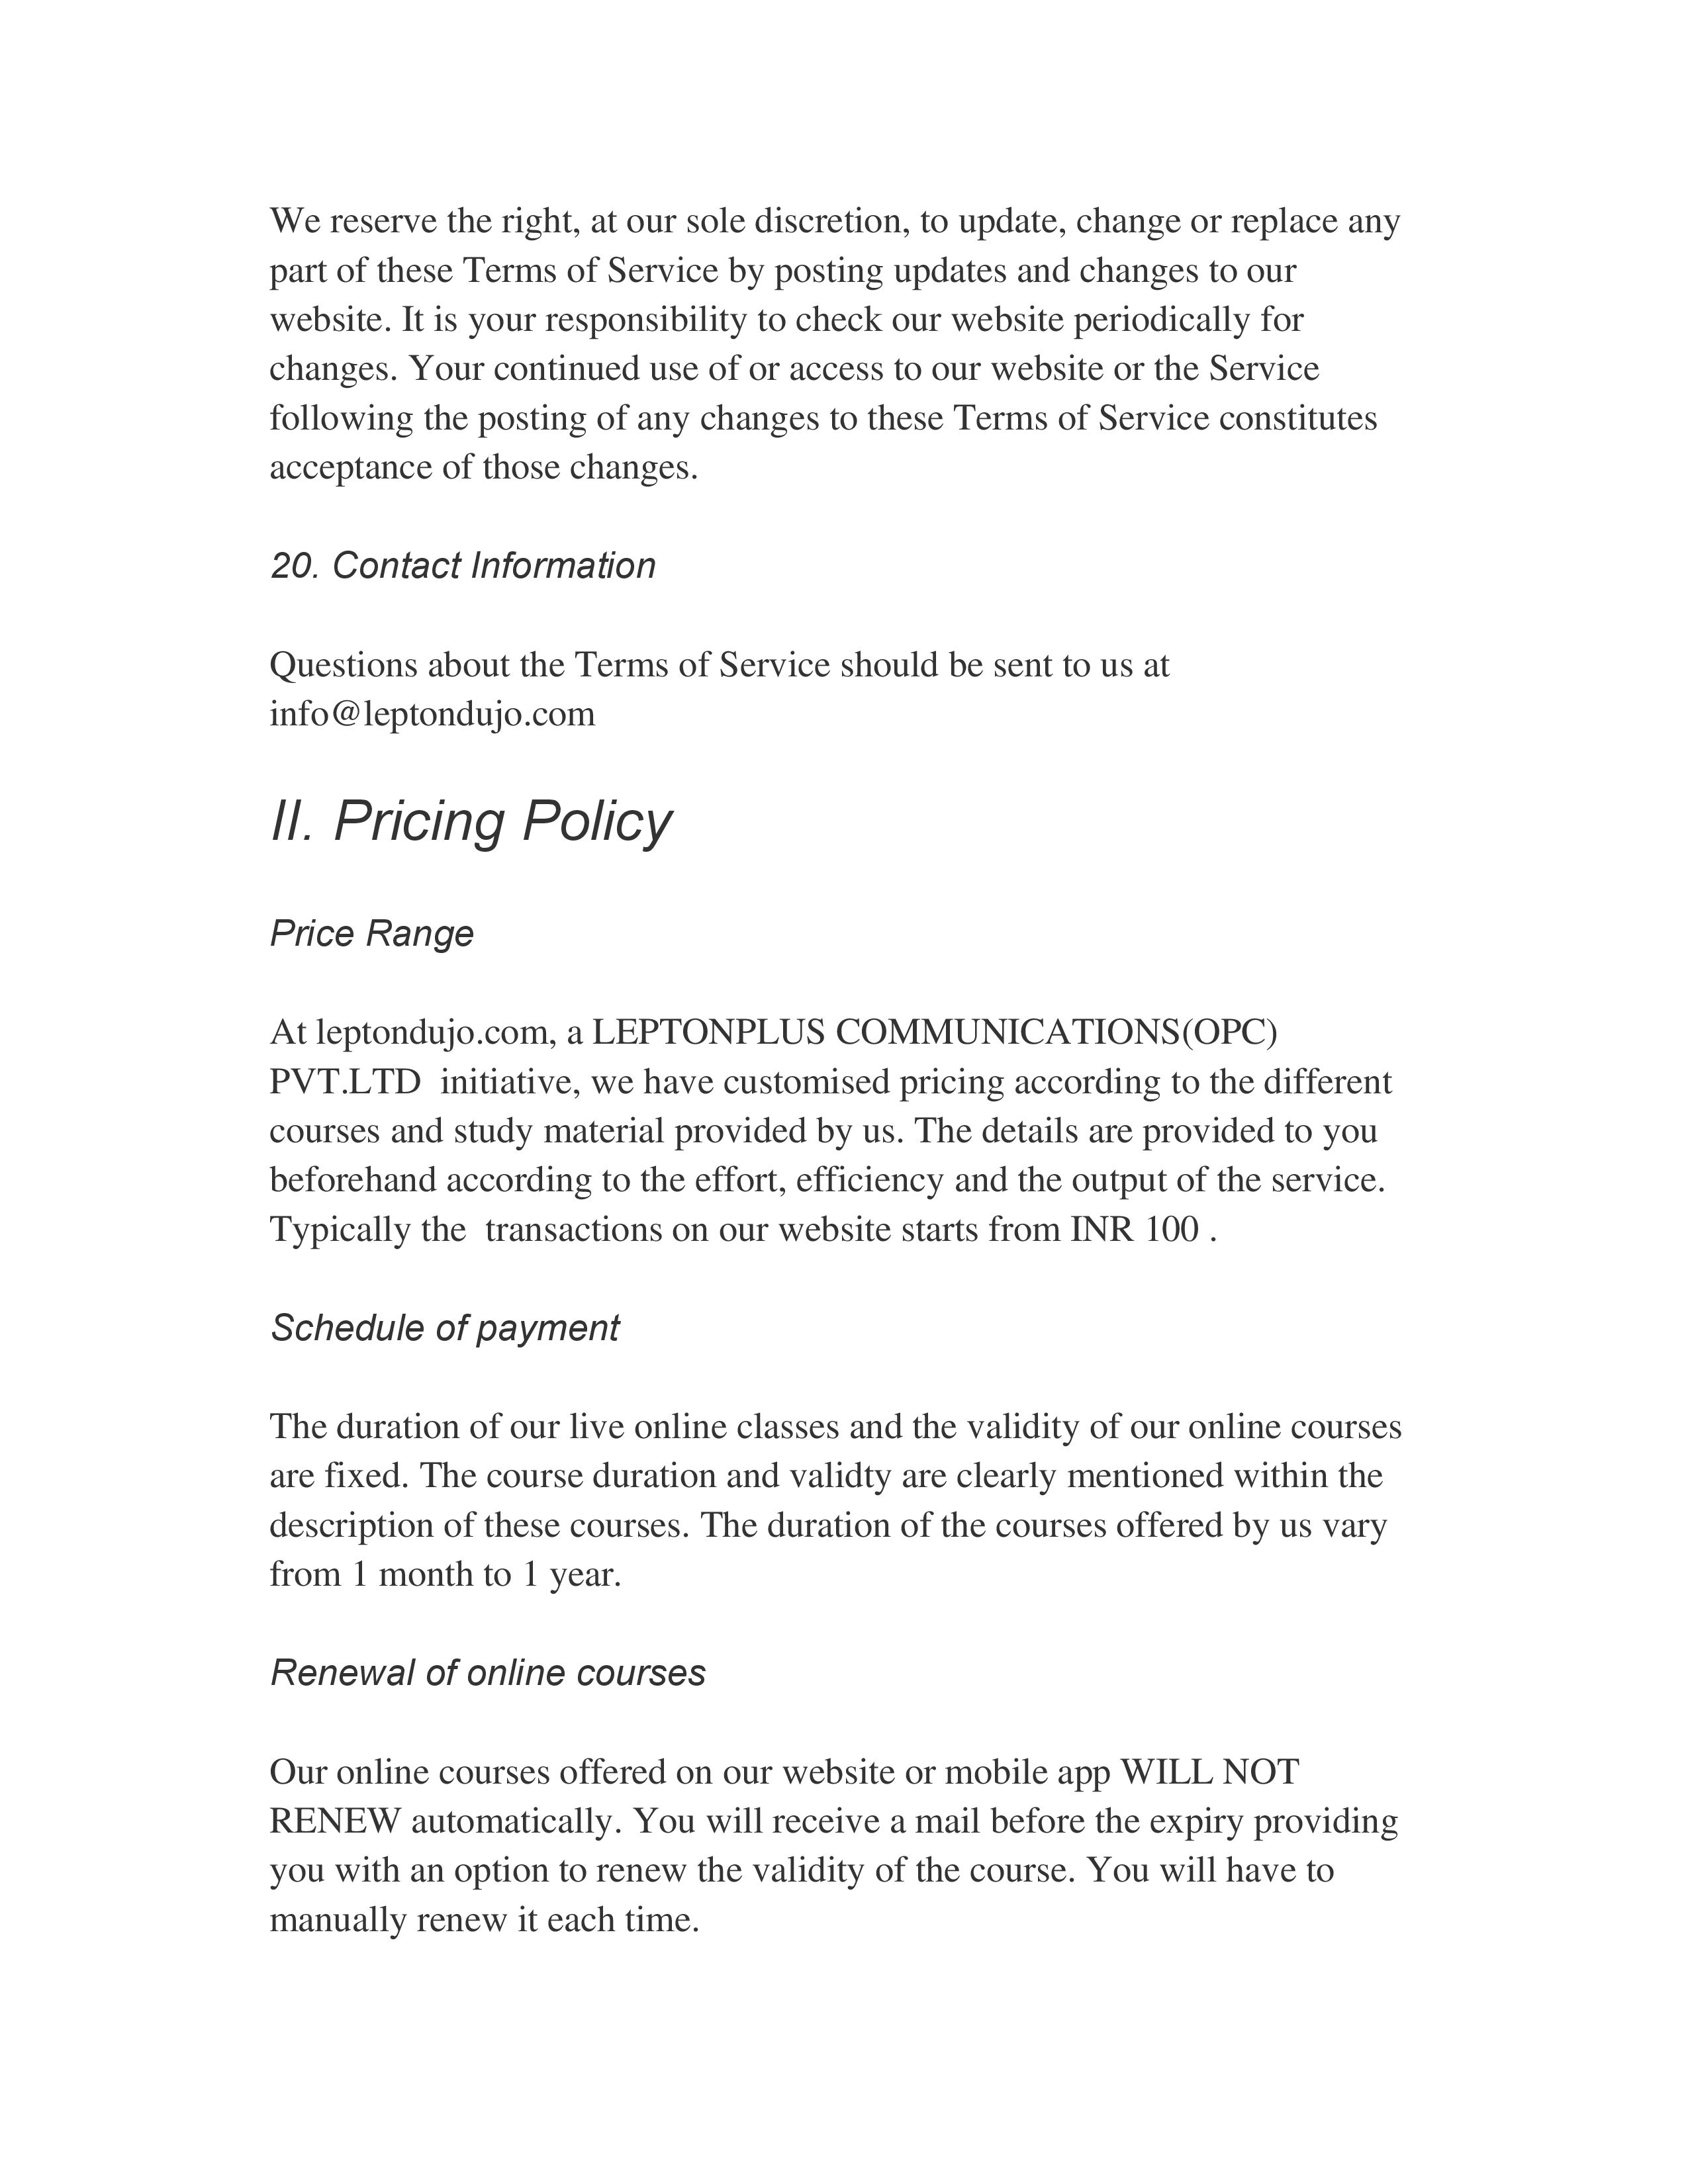 We reserve the right, at our sole discretion, to update, change or replace any
part of these Terms of Service by posting updates and changes to our
website. It is your responsibility to check our website periodically for
changes. Your continued use of or access to our website or the Service
following the posting of any changes to these Terms of Service constitutes
acceptance of those changes.
20. Contact Information
Questions about the Terms of Service should be sent to us at
info@leptondujo.com
II. Pricing Policy
Price Range
At leptondujo.com, a LEPTONPLUS COMMUNICATIONS(OPC)
PVT.LTD  initiative, we have customised pricing according to the different
courses and study material provided by us. The details are provided to you
beforehand according to the effort, efficiency and the output of the service.
Typically the  transactions on our website starts from INR 100 .
Schedule of payment
The duration of our live online classes and the validity of our online courses
are fixed. The course duration and validty are clearly mentioned within the
description of these courses. The duration of the courses offered by us vary
from 1 month to 1 year.
Renewal of online courses
Our online courses offered on our website or mobile app WILL NOT
RENEW automatically. You will receive a mail before the expiry providing
you with an option to renew the validity of the course. You will have to
manually renew it each time.